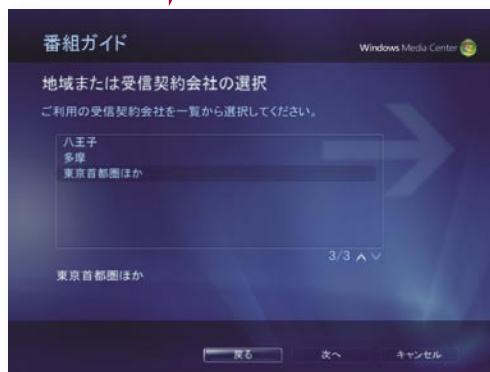 番組ガイド
Windows Media Center
地域または受信契約会社の選択
ご利用の受信契約会社を一覧から選択してください。
八王子
多摩
東京首都圏ほか
3/3
東京首都圏ほか
戻る 次へ キャンセル